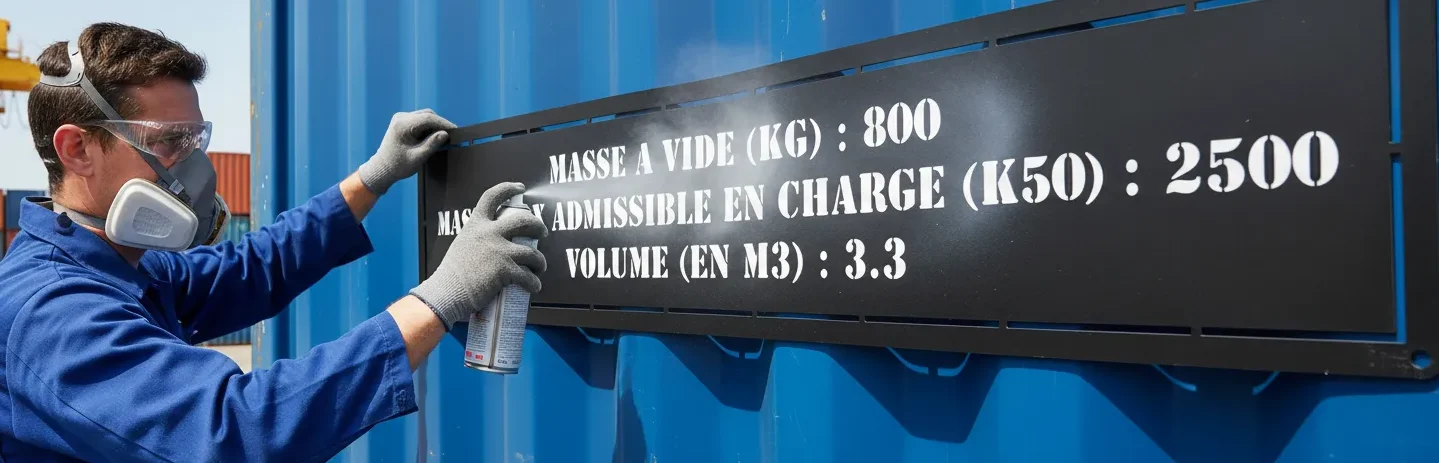 MASSE A VIDE (KG) : 800
ADMISSIBLE EN CHARGE (K50) : 2500
VOLUME (EN M3) : 3.3